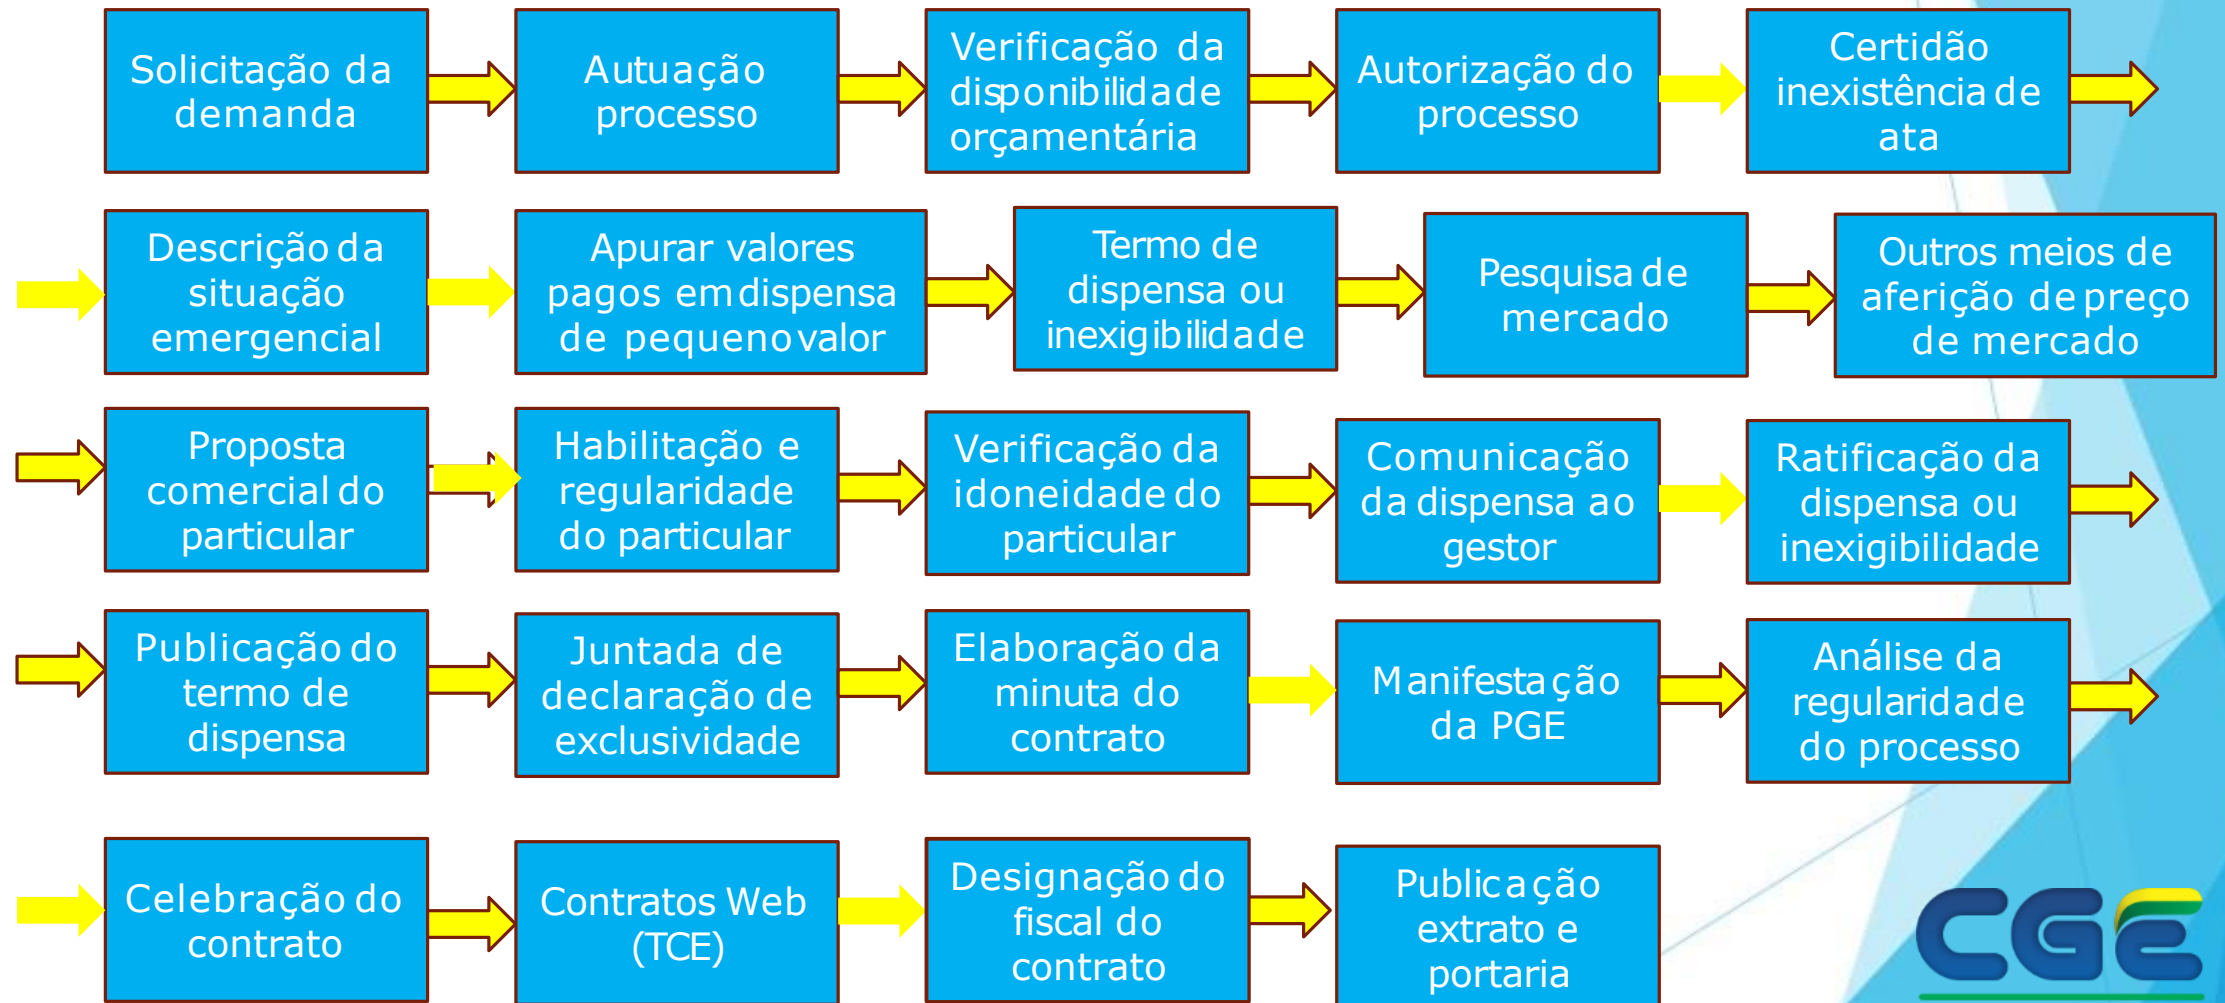 Solicitação da
demanda
Autuação
processo
Verificação da
disponibilidade
orçamentária
Autorização do
processo
Certidão
inexistência de
ata
Descrição da
situação
emergencial
Apurar valores
pagos em dispensa
de pequeno valor
Termo de
dispensa ou
inexigibilidade
Pesquisa de
mercado
Outros meios de
aferição de preço
de mercado
Proposta
comercial do
particular
Habilitação e
regularidade
do particular
Verificação da
idoneidade do
particular
Comunicação
da dispensa ao
gestor
Ratificação da
dispensa ou
inexigibilidade
Publicação do
termo de
dispensa
Juntada de
declaração de
exclusividade
Elaboração da
minuta do
contrato
Manifestação
da PGE
Análise da
regularidade
do processo
Celebração do
contrato
Contratos Web
(TCE)
Designação do
fiscal do
contrato
Publicação
extrato e
portaria
CGE